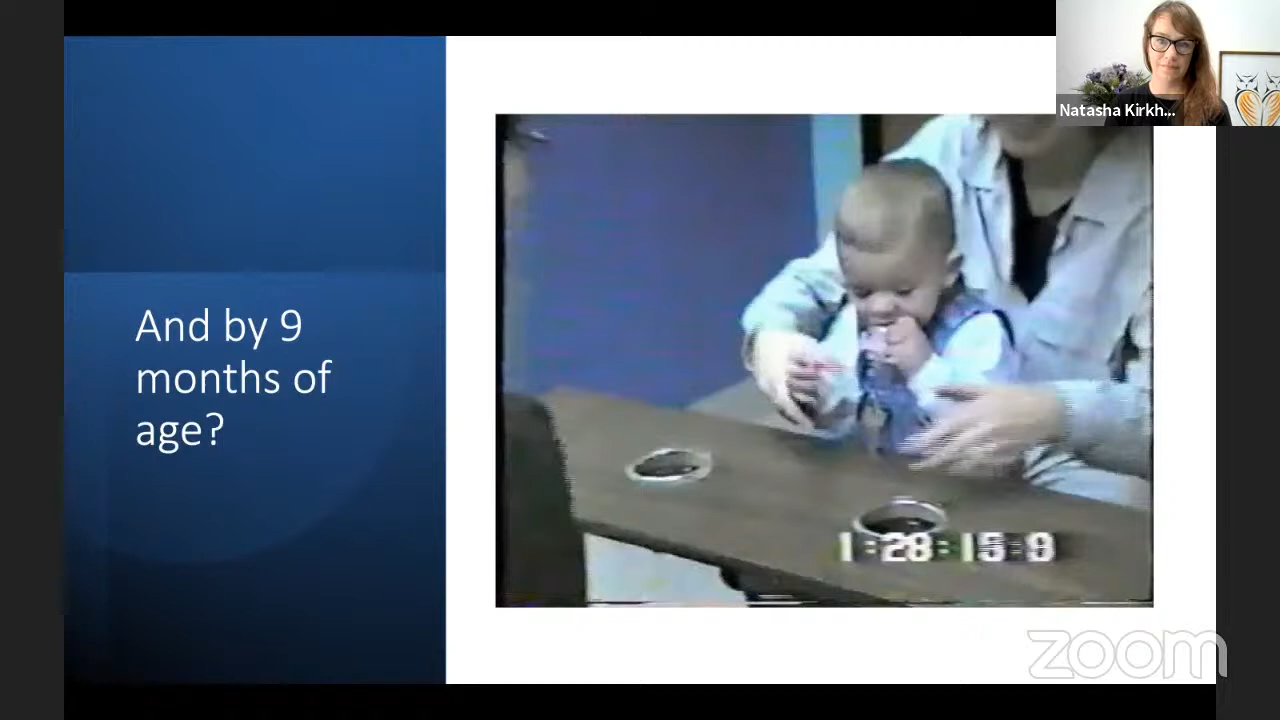 Natasha Kirkh...
And by 9
months of
age?
1:28:15:9
zoom